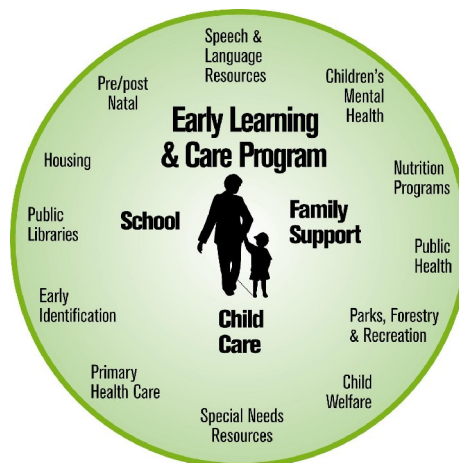 Speech &
Language
Resources
Pre/post
Natal
Children's
Mental
Health
Early Learning
& Care Program
Housing
Nutrition
Programs
Public
Libraries
School
Family
Support
Public
Health
Early
Identification
Child
Care
Parks, Forestry
& Recreation
Primary
Health Care
Child
Welfare
Special Needs
Resources